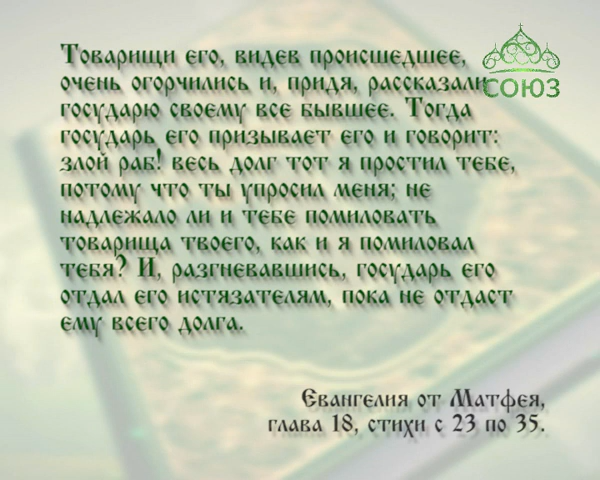 Товарищи его, видев происшедшее,
очень огорчились и, придя, рассказали
государю своему все бывшее. Тогда
государь его призывает его и говорит:
злой раб! весь долг тот я простил тебе,
потому что ты упросил меня; не
надлежало ли и тебе помиловать
товарища твоего, как и я помиловал
тебя? И, разгневавшись, государь его
отдал его истязателям, пока не отдаст
ему всего долга.
СОЮЗ
Евангелия от Матфея,
глава 18, стихи с 23 по 35.